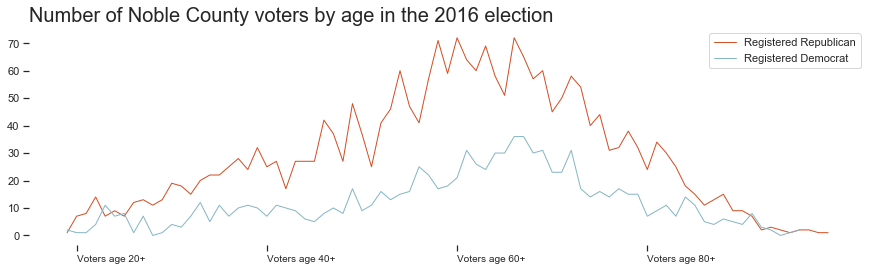 Number of Noble County voters by age in the 2016 election
Registered Republican
Registered Democrat
70
60
50
40
30
20
10
0
Voters age 20+ Voters age 40+ Voters age 60+ Voters age 80+